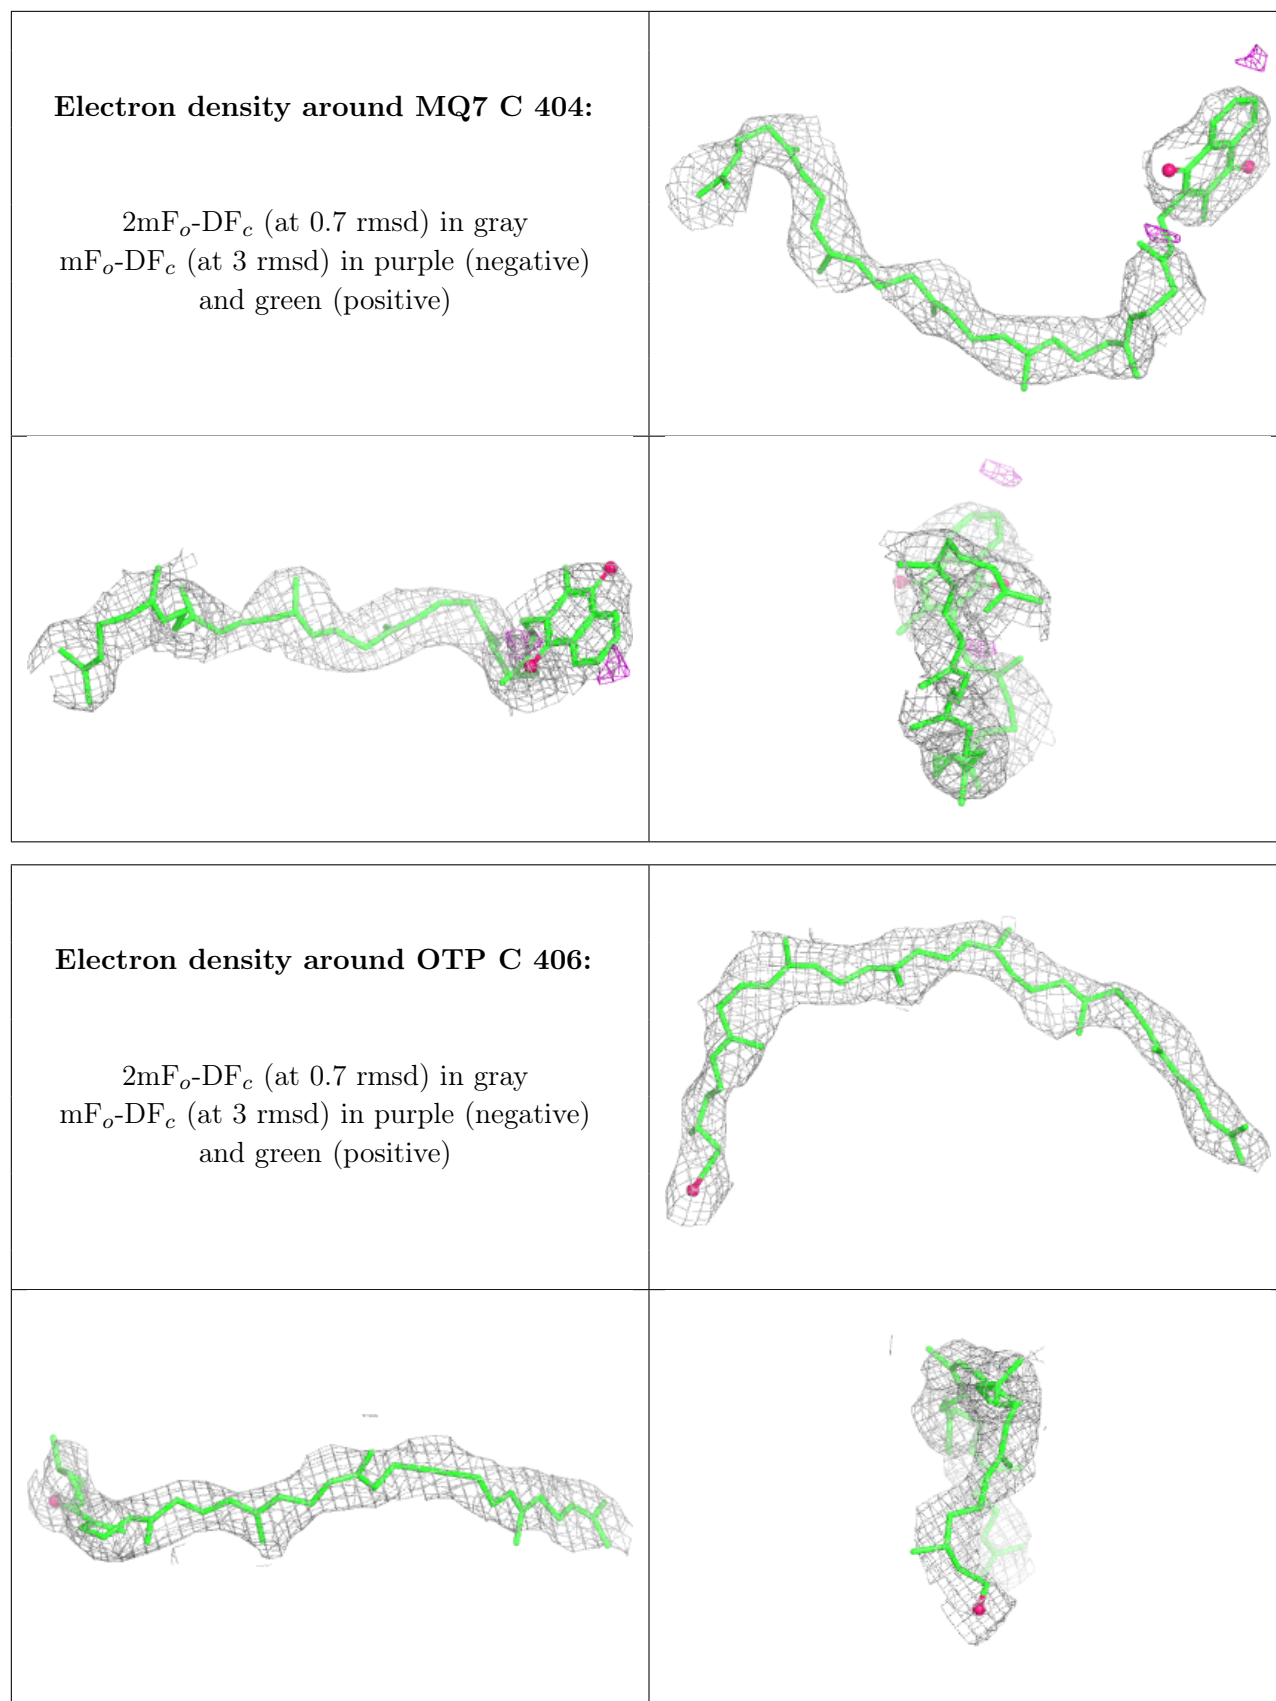 Electron density around MQ7 C 404:
2mFo-DFc (at 0.7 rmsd) in gray
mFo-DFc (at 3 rmsd) in purple (negative)
and green (positive)
Electron density around OTP C 406:
2mFo-DFc (at 0.7 rmsd) in gray
mFo-DFc (at 3 rmsd) in purple (negative)
and green (positive)